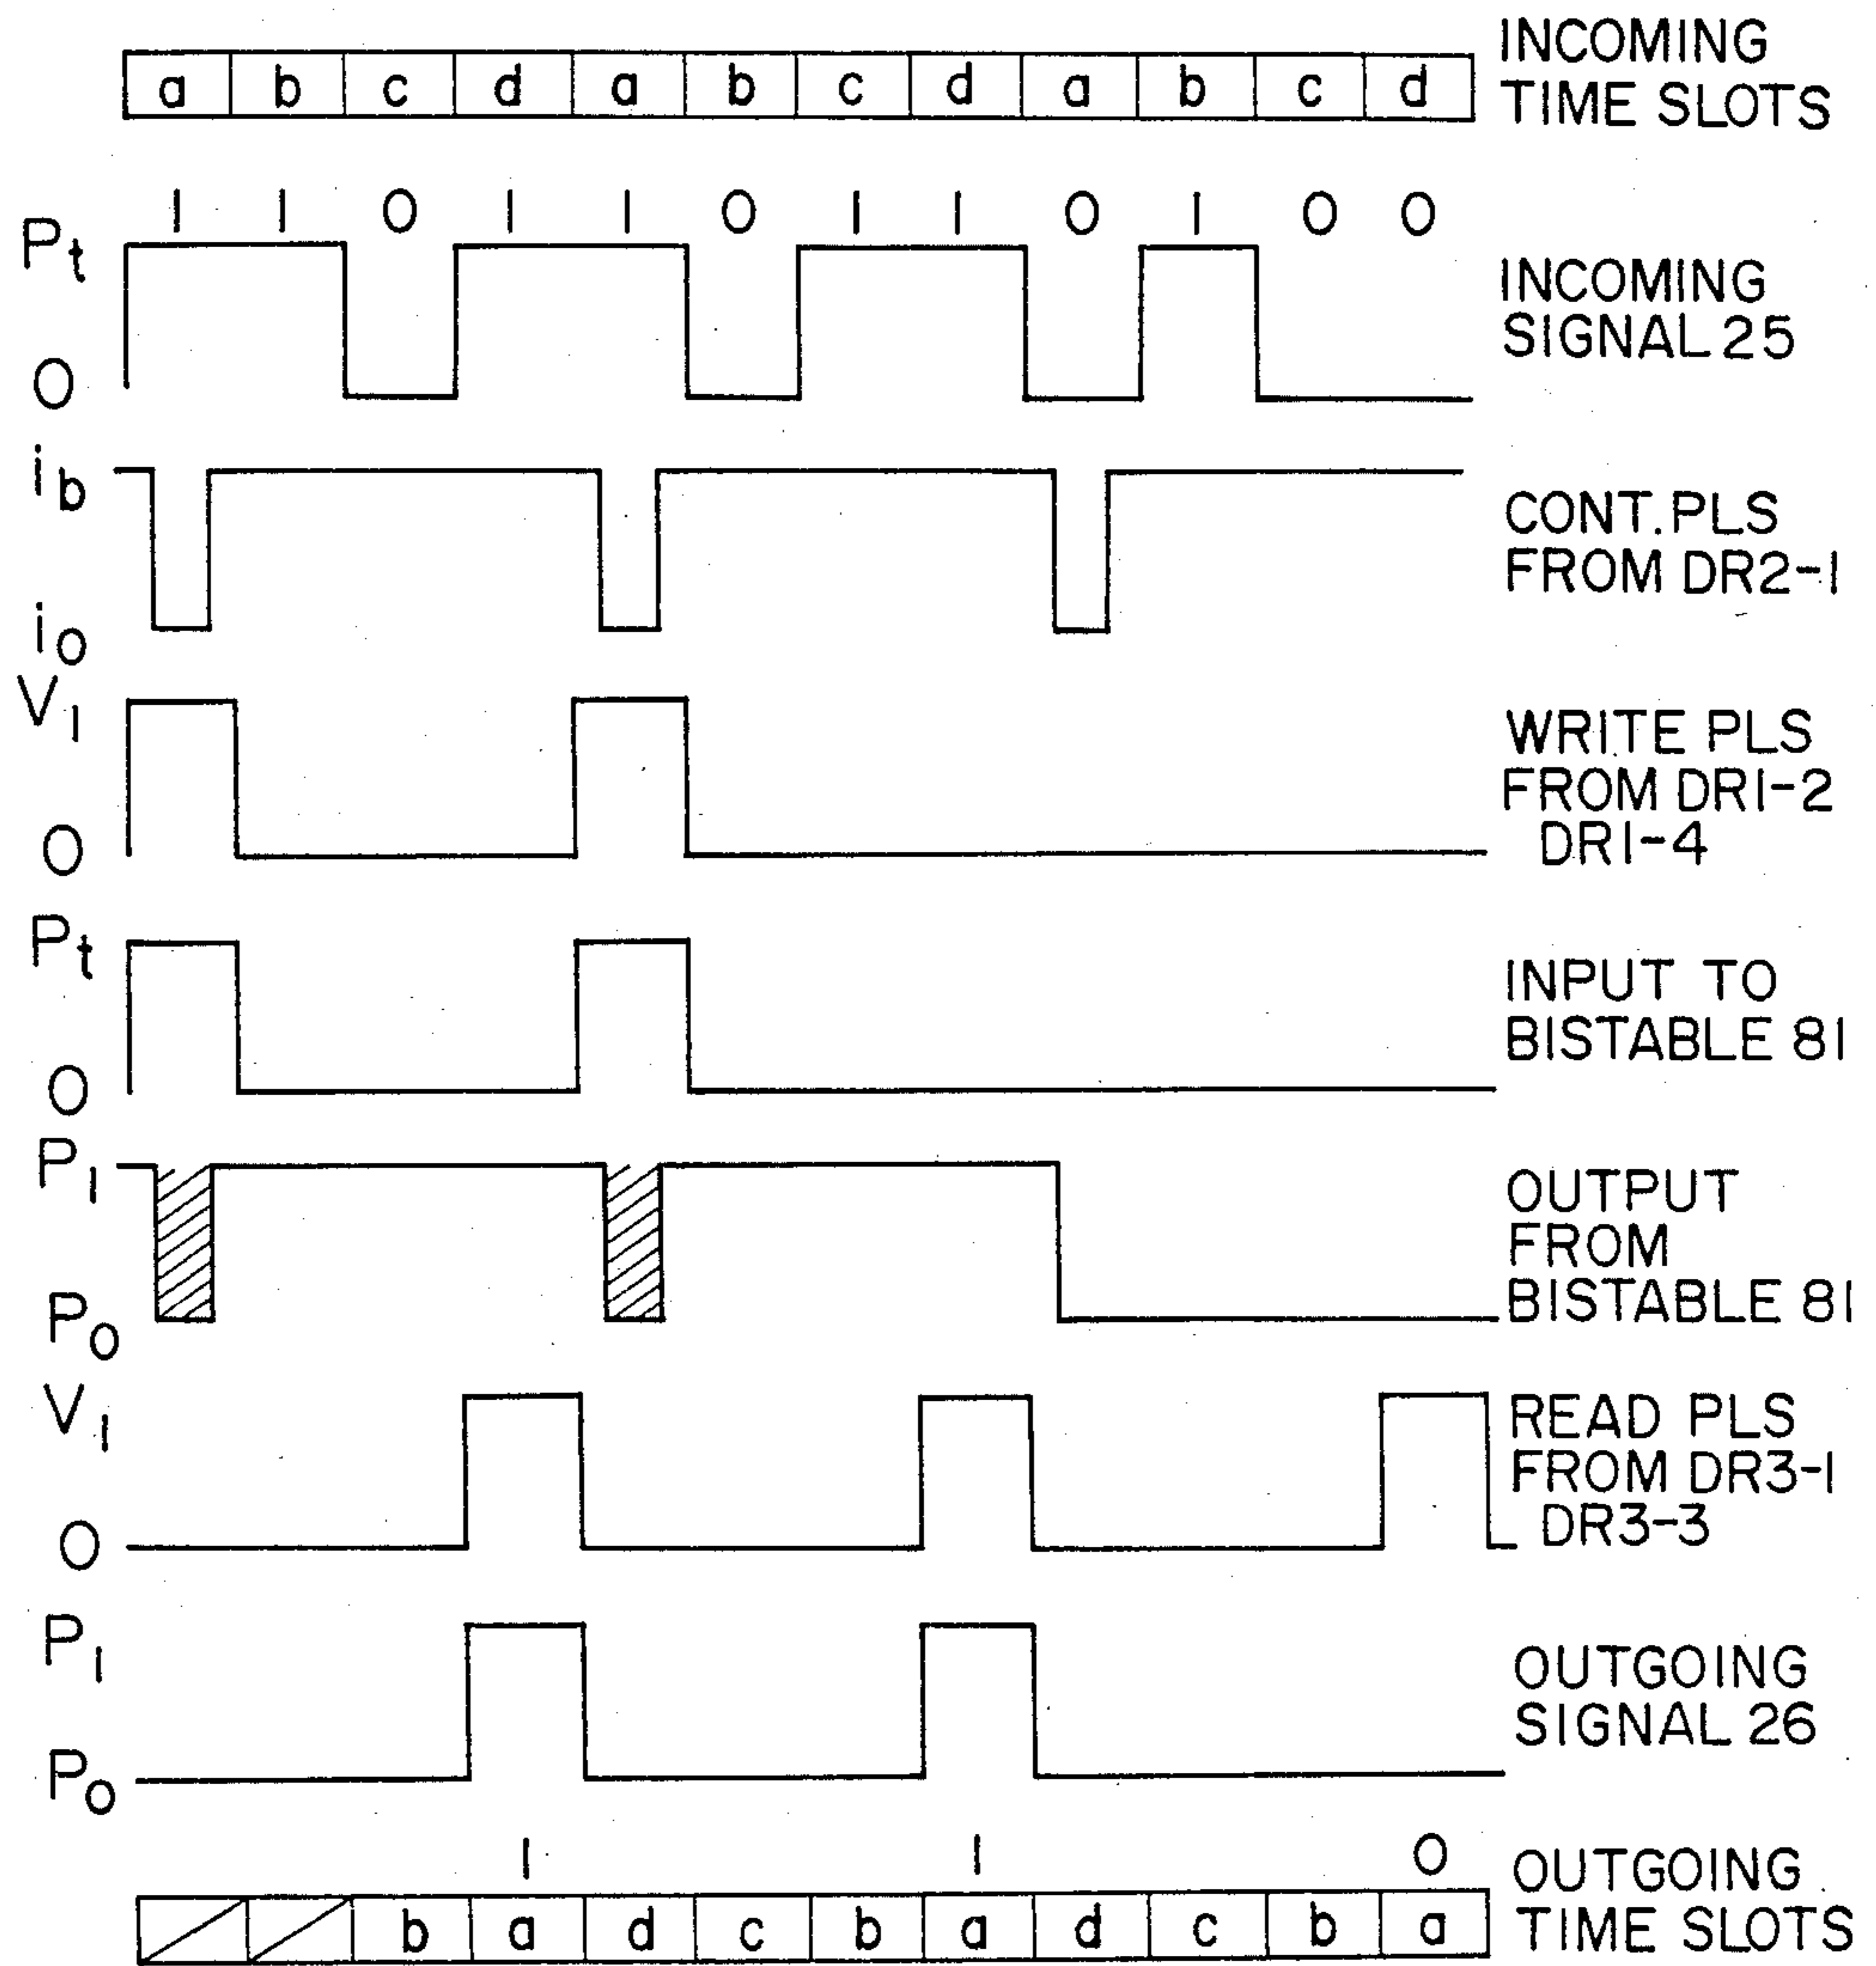 INCOMING
TIME SLOTS
a b c d a b c d a b c d
1 1 0 1 1 0 1 1 0 1 0 0
Pt
0
INCOMING
SIGNAL 25
ib
io
CONT. PLS
FROM DR2-1
V1
0
WRITE PLS
FROM DR1-2
DR1-4
Pt
0
INPUT TO
BISTABLE 81
P1
Po
OUTPUT
FROM
BISTABLE 81
V1
0
READ PLS
FROM DR3-1
DR3-3
P1
Po
OUTGOING
SIGNAL 26
1 1 0
b a d c b a d c b a
OUTGOING
TIME SLOTS